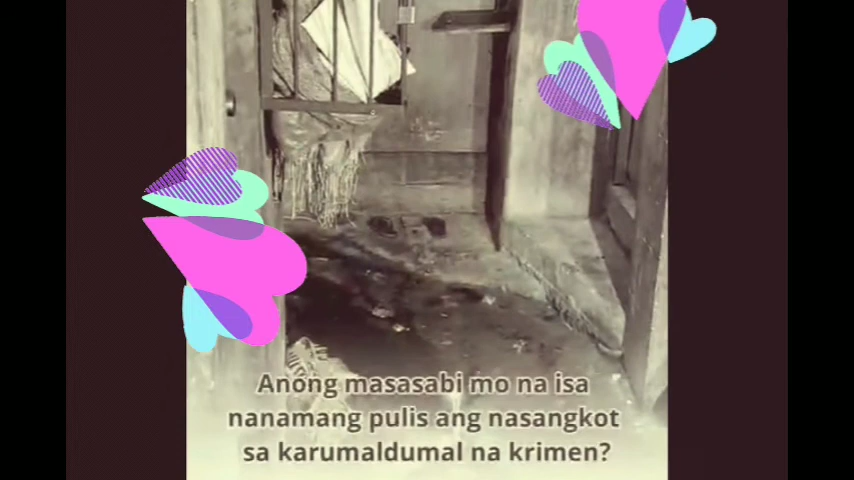 Anong masasabi mo na isa
nanamang pulis ang nasangkot
sa karumaldumal na krimen?